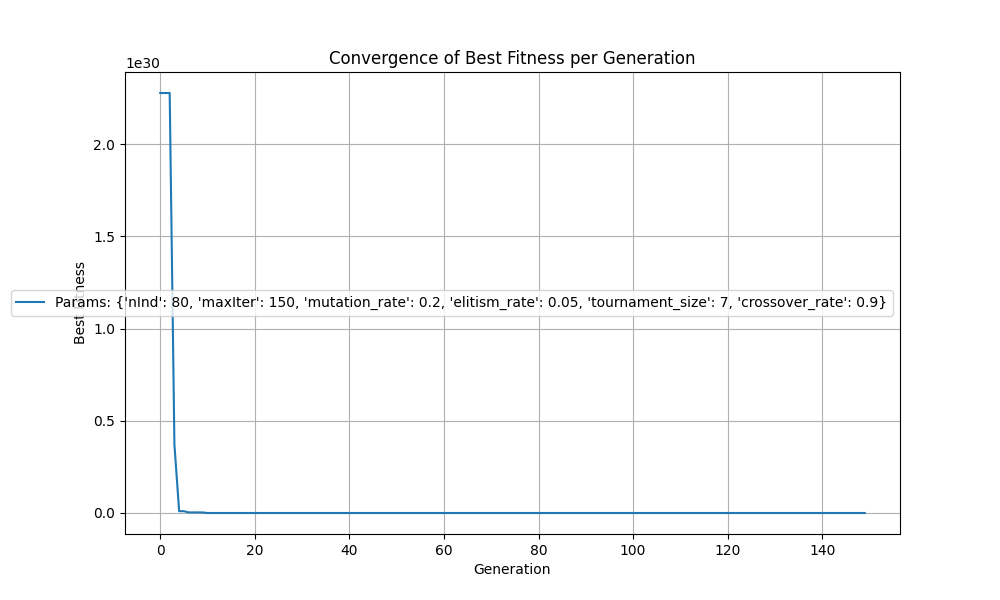 Convergence of Best Fitness per Generation
1e30
2.0
1.5
1.0
0.5
0.0
Best Fitness
Params: {'nInd': 80, 'maxIter': 150, 'mutation_rate': 0.2, 'elitism_rate': 0.05, 'tournament_size': 7, 'crossover_rate': 0.9}
0 20 40 60 80 100 120 140
Generation